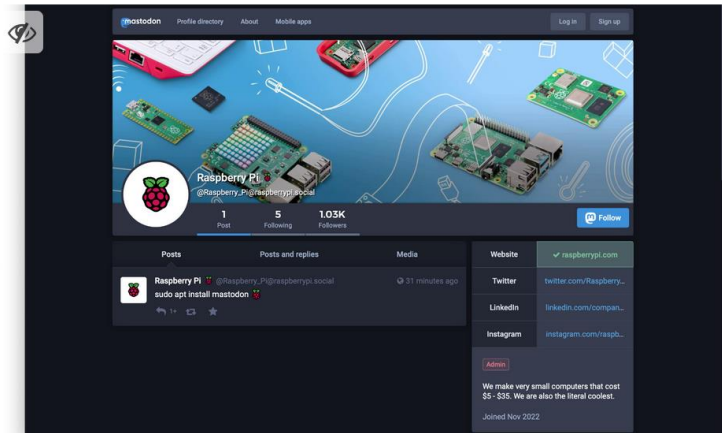 mastodon Profile directory About Mobile apps Log in Sign up
Raspberry Pi
@Raspberry_Pi@raspberrypi.social
1 5 1.03K
Post Following Followers
Follow
Posts Posts and replies Media
Raspberry Pi @Raspberry_Pi@raspberrypi.social 31 minutes ago
sudo apt install mastodon
1+
Website raspberrypi.com
Twitter twitter.com/Raspberry...
LinkedIn linkedin.com/compan...
Instagram instagram.com/raspb...
Admin
We make very small computers that cost
$5 - $35. We are also the literal coolest.
Joined Nov 2022